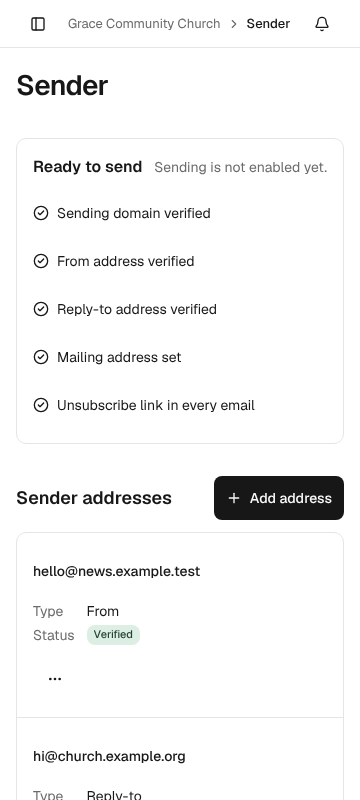 Grace Community Church > Sender
Sender
Ready to send Sending is not enabled yet.
Sending domain verified
From address verified
Reply-to address verified
Mailing address set
Unsubscribe link in every email
Sender addresses + Add address
hello@news.example.test
Type From
Status Verified
...
hi@church.example.org
Type Reply-to